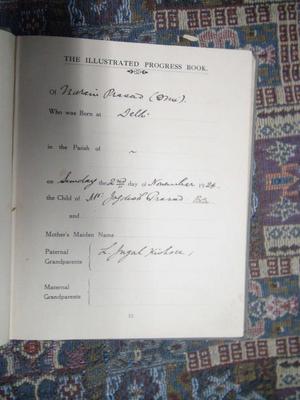 THE ILLUSTRATED PROGRESS BOOK.
Of Narain Prasad
Who was Born at Delhi
in the Parish of ~
on Sunday the 2nd day of November 1924.
the Child of Mr. Jagdish Prasad
and
Mother's Maiden Name
Paternal Grandparents { L. Jugal Kishore,
Maternal Grandparents {